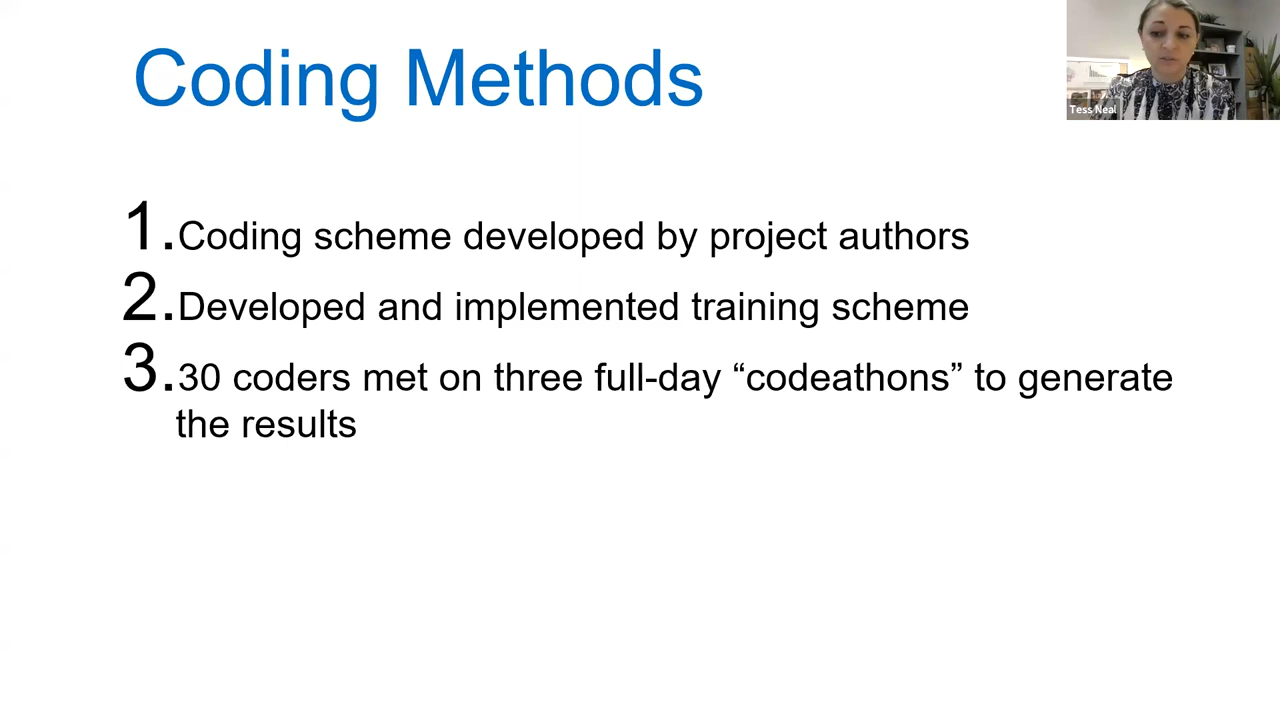 Coding Methods
Tess Neal
1.Coding scheme developed by project authors
2.Developed and implemented training scheme
3.30 coders met on three full-day “codeathons” to generate
the results